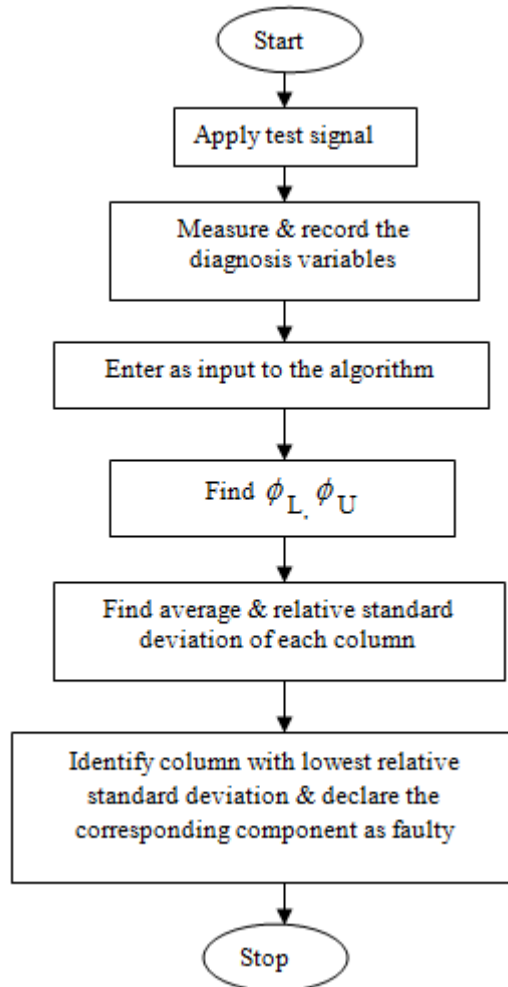 Start
Apply test signal
Measure & record the
diagnosis variables
Enter as input to the algorithm
Find ϕL, ϕU
Find average & relative standard
deviation of each column
Identify column with lowest relative
standard deviation & declare the
corresponding component as faulty
Stop